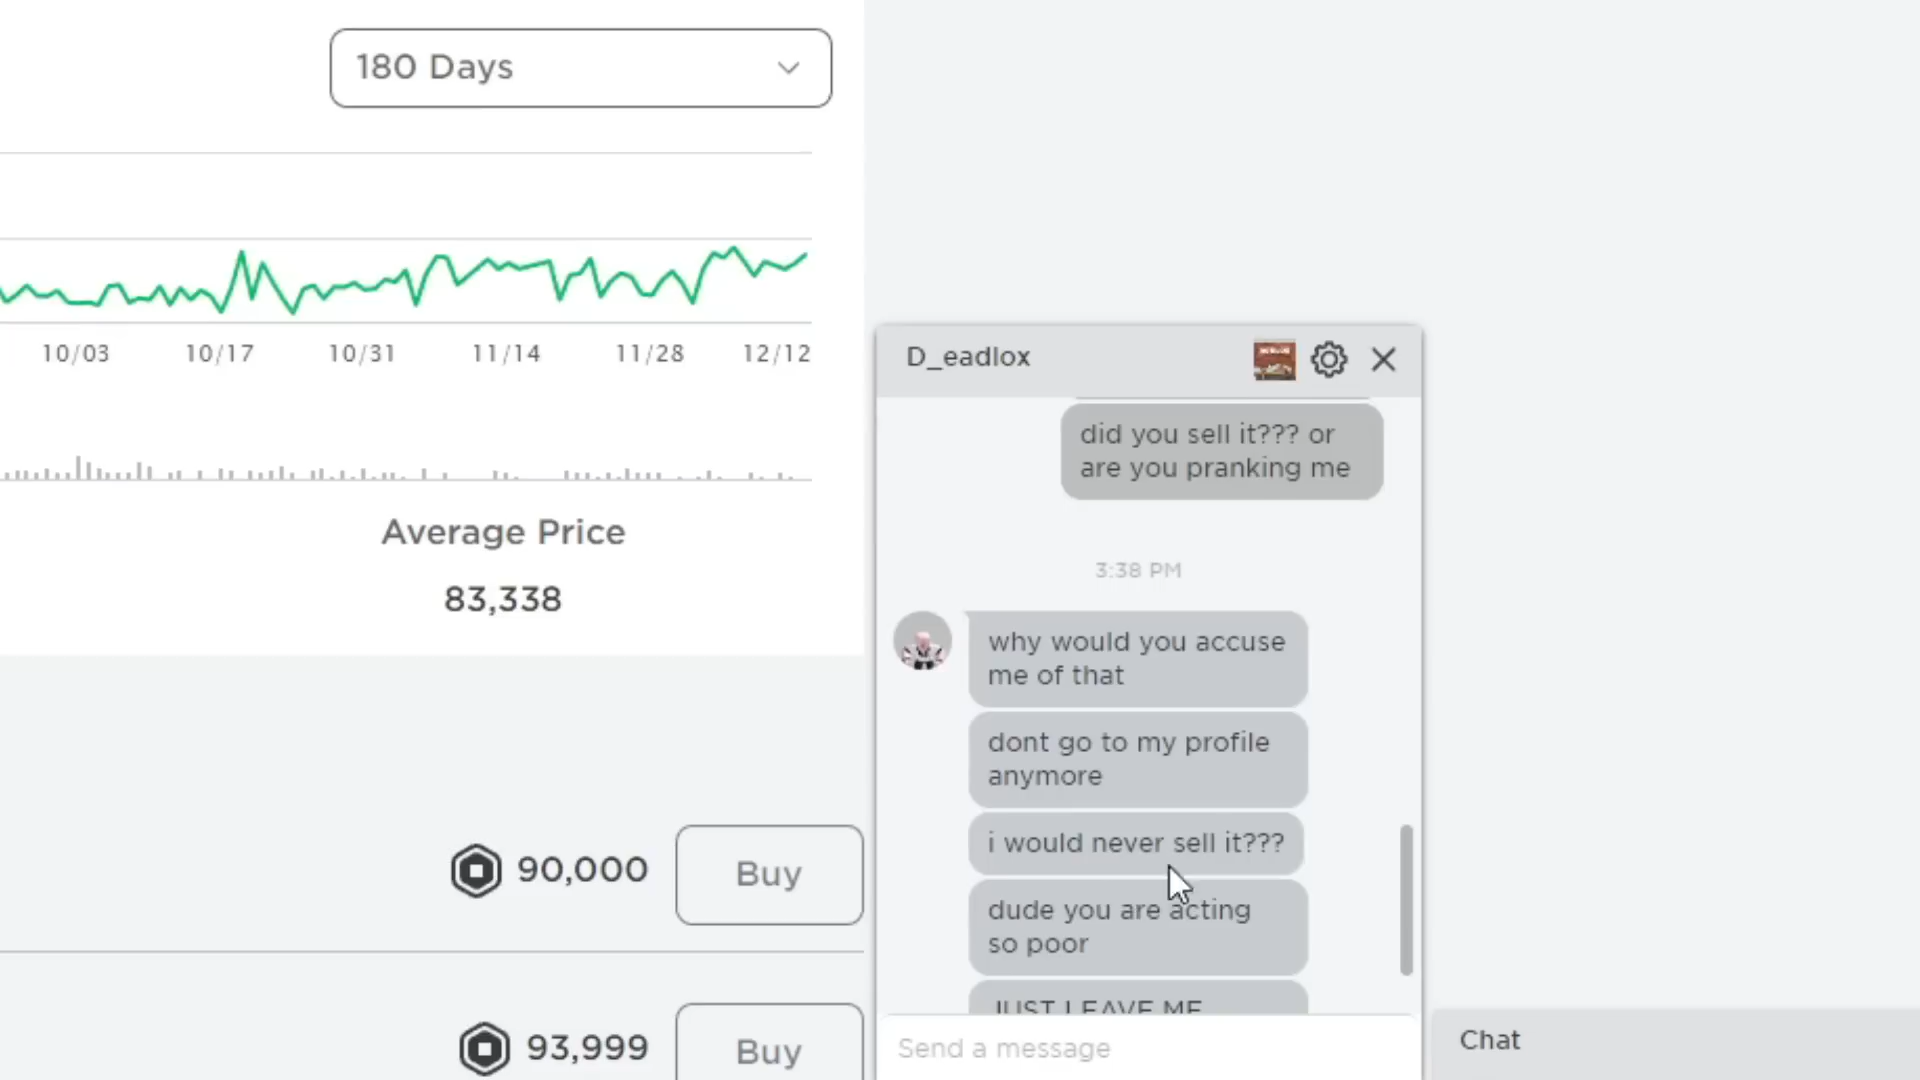 180 Days
10/03 10/17 10/31 11/14 11/28 12/12
Average Price
83,338
90,000 Buy
93,999 Buy
D_eadlox
did you sell it??? or
are you pranking me
3:38 PM
why would you accuse
me of that
dont go to my profile
anymore
i would never sell it???
dude you are acting
so poor
JUST LEAVE ME
Send a message
Chat